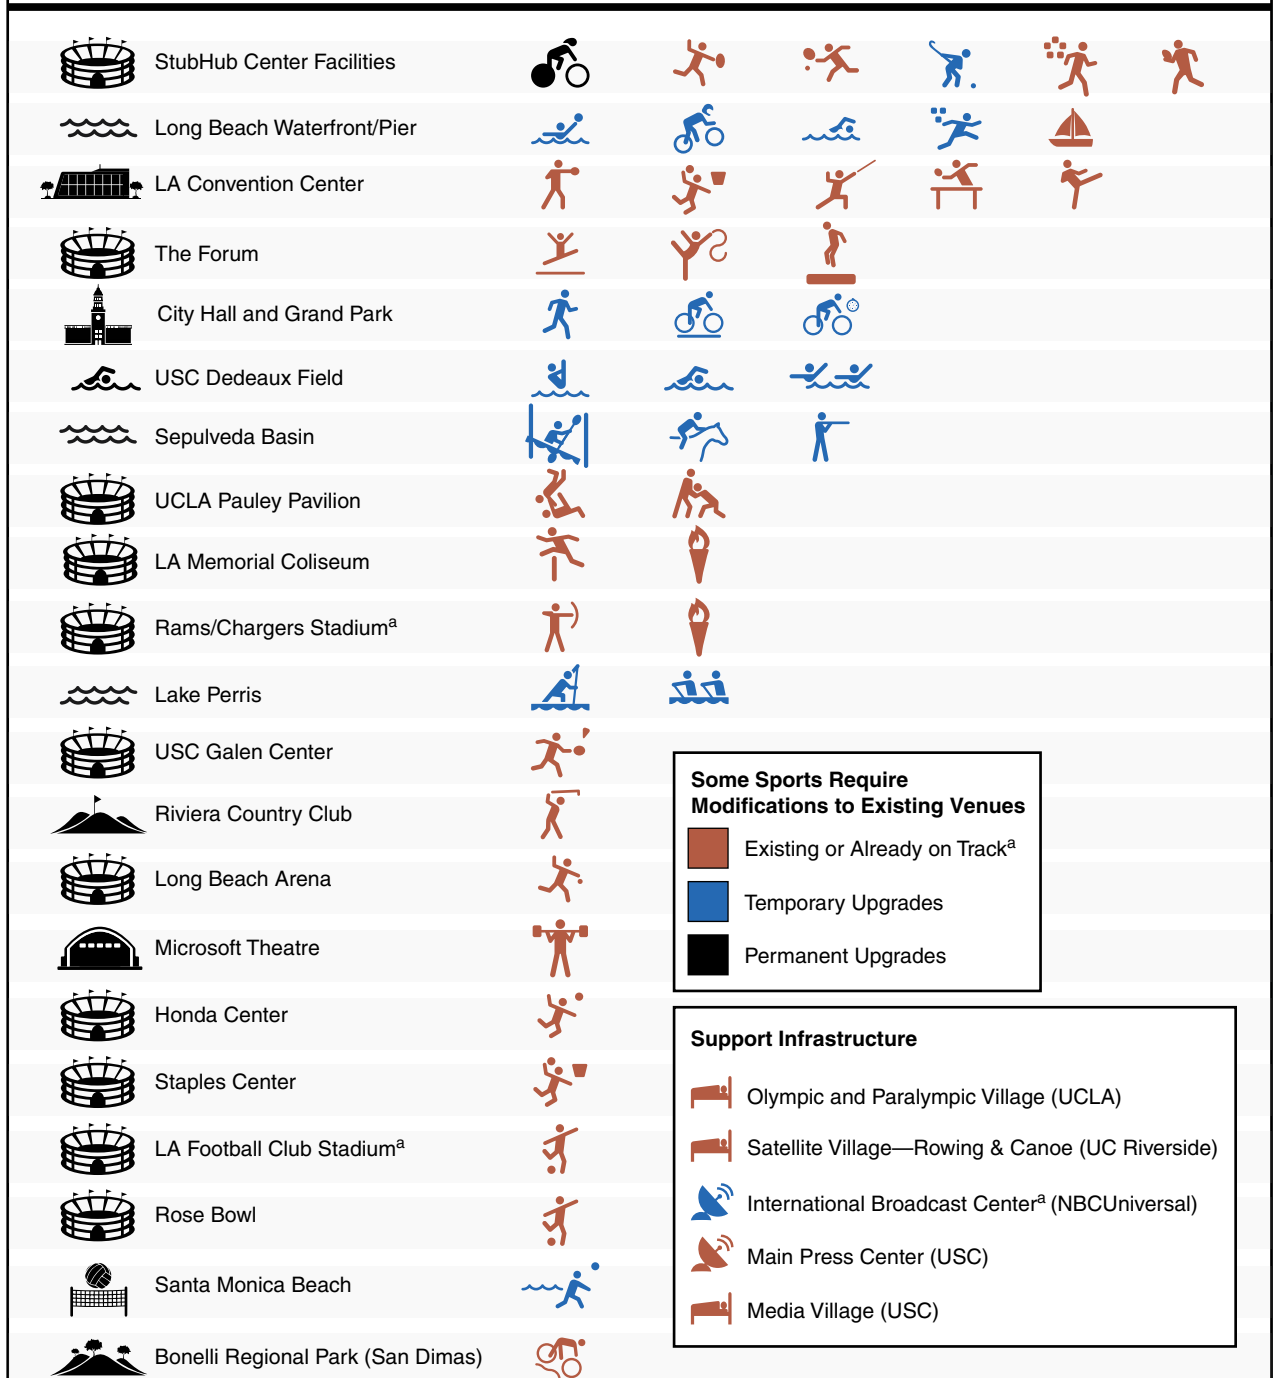 StubHub Center Facilities
Long Beach Waterfront/Pier
LA Convention Center
The Forum
City Hall and Grand Park
USC Dedeaux Field
Sepulveda Basin
UCLA Pauley Pavilion
LA Memorial Coliseum
Rams/Chargers Stadiumᵃ
Lake Perris
USC Galen Center
Riviera Country Club
Long Beach Arena
Microsoft Theatre
Honda Center
Staples Center
LA Football Club Stadiumᵃ
Rose Bowl
Santa Monica Beach
Bonelli Regional Park (San Dimas)
Some Sports Require
Modifications to Existing Venues
Existing or Already on Trackᵃ
Temporary Upgrades
Permanent Upgrades
Support Infrastructure
Olympic and Paralympic Village (UCLA)
Satellite Village—Rowing & Canoe (UC Riverside)
International Broadcast Centerᵃ (NBCUniversal)
Main Press Center (USC)
Media Village (USC)